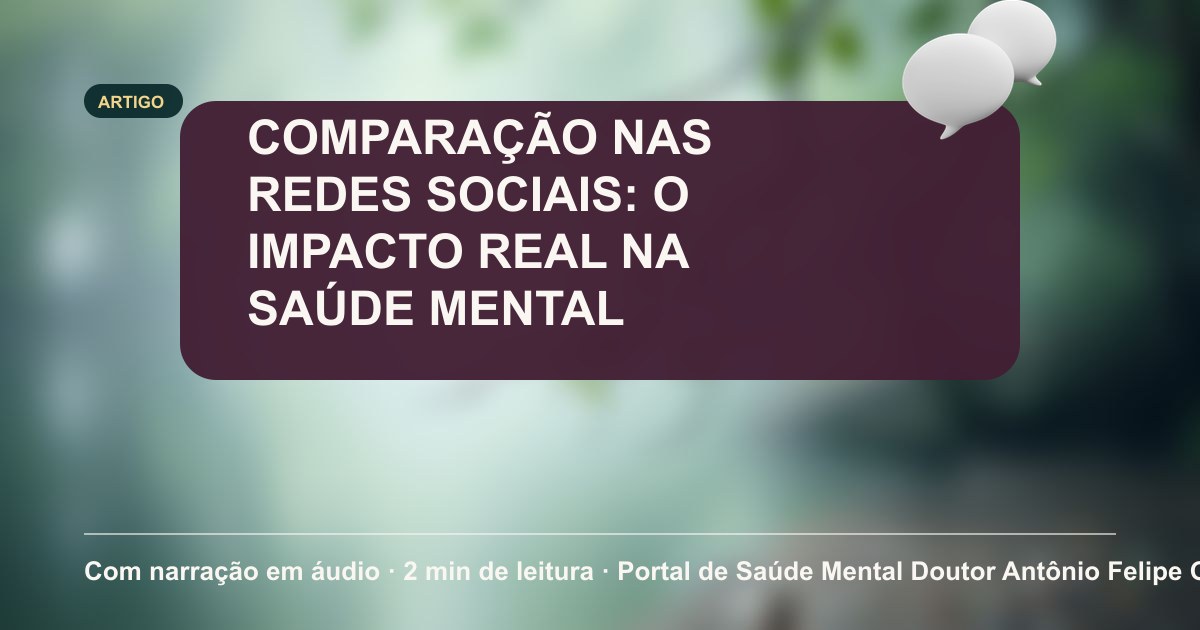 ARTIGO
COMPARAÇÃO NAS
REDES SOCIAIS: O
IMPACTO REAL NA
SAÚDE MENTAL
Com narração em áudio · 2 min de leitura · Portal de Saúde Mental Doutor Antônio Felipe